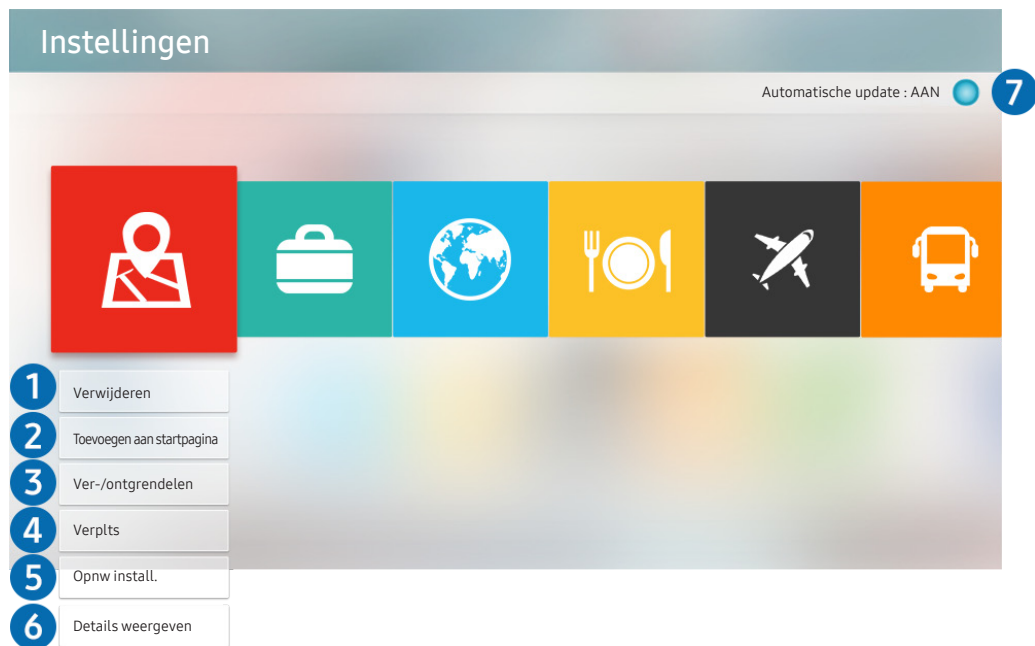 Instellingen
Automatische update : AAN
7
1
Verwijderen
2
Toevoegen aan startpagina
3
Ver-/ontgrendelen
4
Verplts
5
Opnw install.
6
Details weergeven